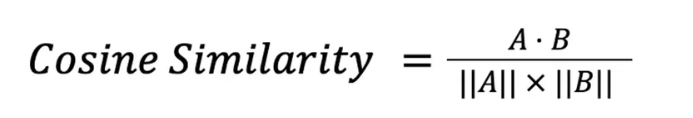 Cosine Similarity = A · B / ||A|| × ||B||